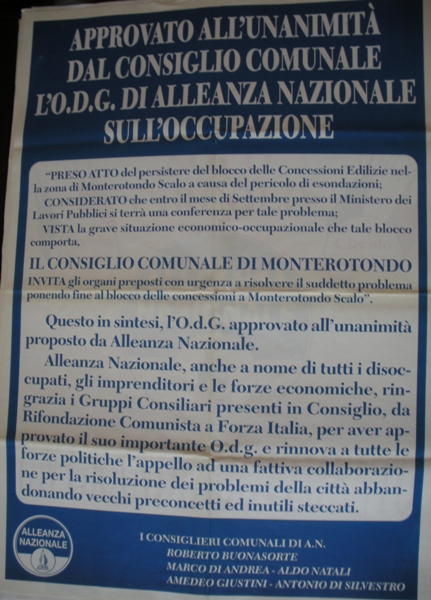 APPROVATO ALL'UNANIMITÀ
DAL CONSIGLIO COMUNALE
L'O.D.G. DI ALLEANZA NAZIONALE
SULL'OCCUPAZIONE
"PRESO ATTO del persistere del blocco delle Concessioni Edilizie nel-
la zona di Monterotondo Scalo a causa del pericolo di esondazioni;
CONSIDERATO che entro il mese di Settembre presso il Ministero dei
Lavori Pubblici si terrà una conferenza per tale problema;
VISTA la grave situazione economico-occupazionale che tale blocco
comporta,
IL CONSIGLIO COMUNALE DI MONTEROTONDO
INVITA gli organi preposti con urgenza a risolvere il suddetto problema
ponendo fine al blocco delle concessioni a Monterotondo Scalo".
Questo in sintesi, l'O.d.G. approvato all'unanimità
proposto da Alleanza Nazionale.
Alleanza Nazionale, anche a nome di tutti i disoc-
cupati, gli imprenditori e le forze economiche, rin-
grazia i Gruppi Consiliari presenti in Consiglio, da
Rifondazione Comunista a Forza Italia, per aver ap-
provato il suo importante O.d.g. e rinnova a tutte le
forze politiche l'appello ad una fattiva collaborazio-
ne per la risoluzione dei problemi della città abban-
donando vecchi preconcetti ed inutili steccati.
ALLEANZA
NAZIONALE
I CONSIGLIERI COMUNALI DI A.N.
ROBERTO BUONASORTE
MARCO DI ANDREA - ALDO NATALI
AMEDEO GIUSTINI - ANTONIO DI SILVESTRO